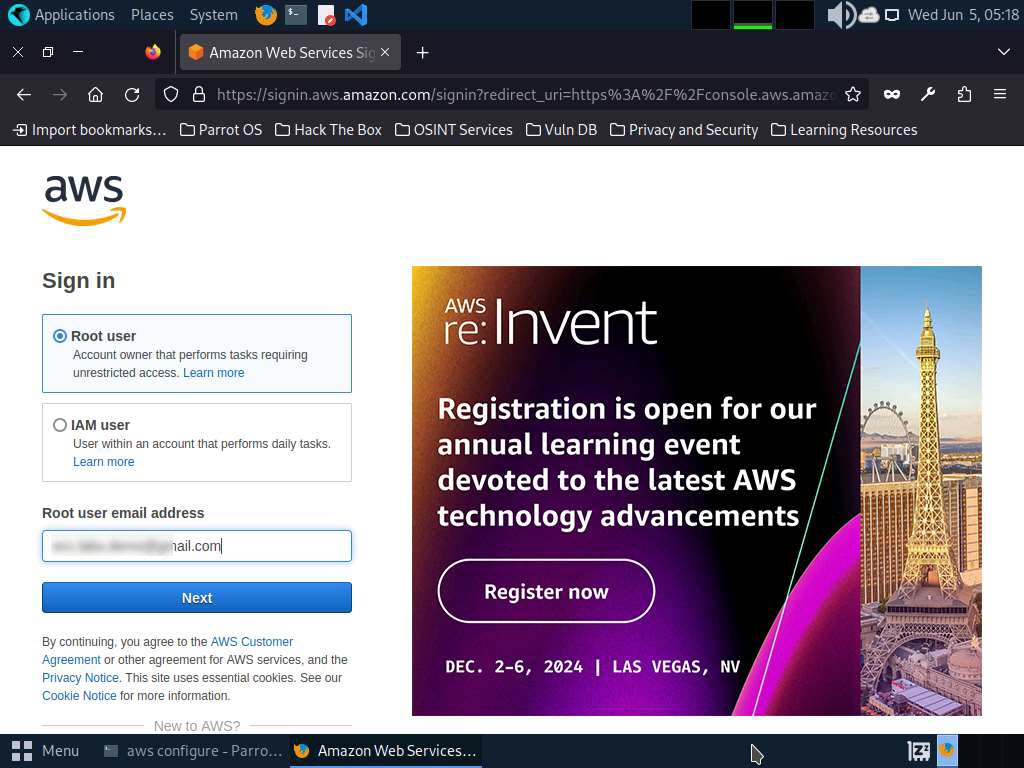 Applications Places System Wed Jun 5, 05:18
Amazon Web Services Sig
https://signin.aws.amazon.com/signin?redirect_uri=https%3A%2F%2Fconsole.aws.amazo
Import bookmarks... Parrot OS Hack The Box OSINT Services Vuln DB Privacy and Security Learning Resources
aws
Sign in
Root user
Account owner that performs tasks requiring
unrestricted access. Learn more
IAM user
User within an account that performs daily tasks.
Learn more
Root user email address
mail.com
Next
By continuing, you agree to the AWS Customer
Agreement or other agreement for AWS services, and the
Privacy Notice. This site uses essential cookies. See our
Cookie Notice for more information.
New to AWS?
AWS
re:Invent
Registration is open for our
annual learning event
devoted to the latest AWS
technology advancements
Register now
DEC. 2–6, 2024 | LAS VEGAS, NV
Menu aws configure - Parro... Amazon Web Services...